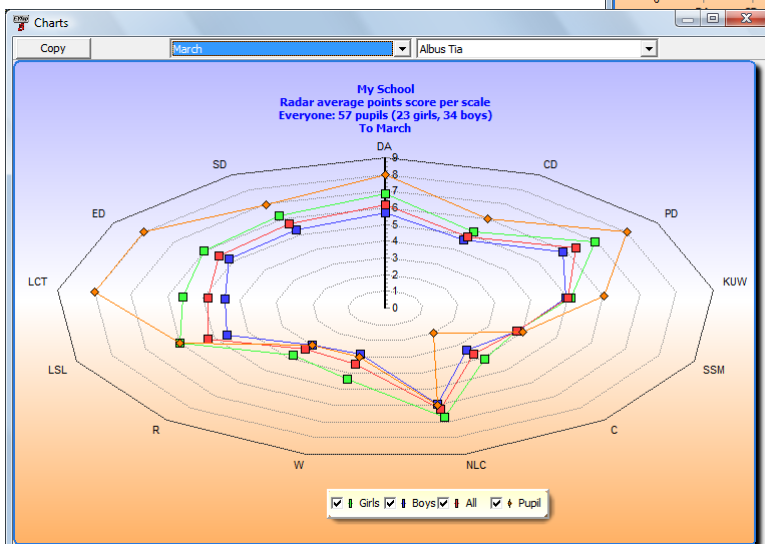 Charts
Copy
March
Albus Tia
My School
Radar average points score per scale
Everyone: 57 pupils (23 girls, 34 boys)
To March
DA
SD
CD
ED
PD
LCT
KUW
LSL
SSM
R
C
W
NLC
9
8
7
6
5
4
3
2
1
0
Girls Boys All Pupil